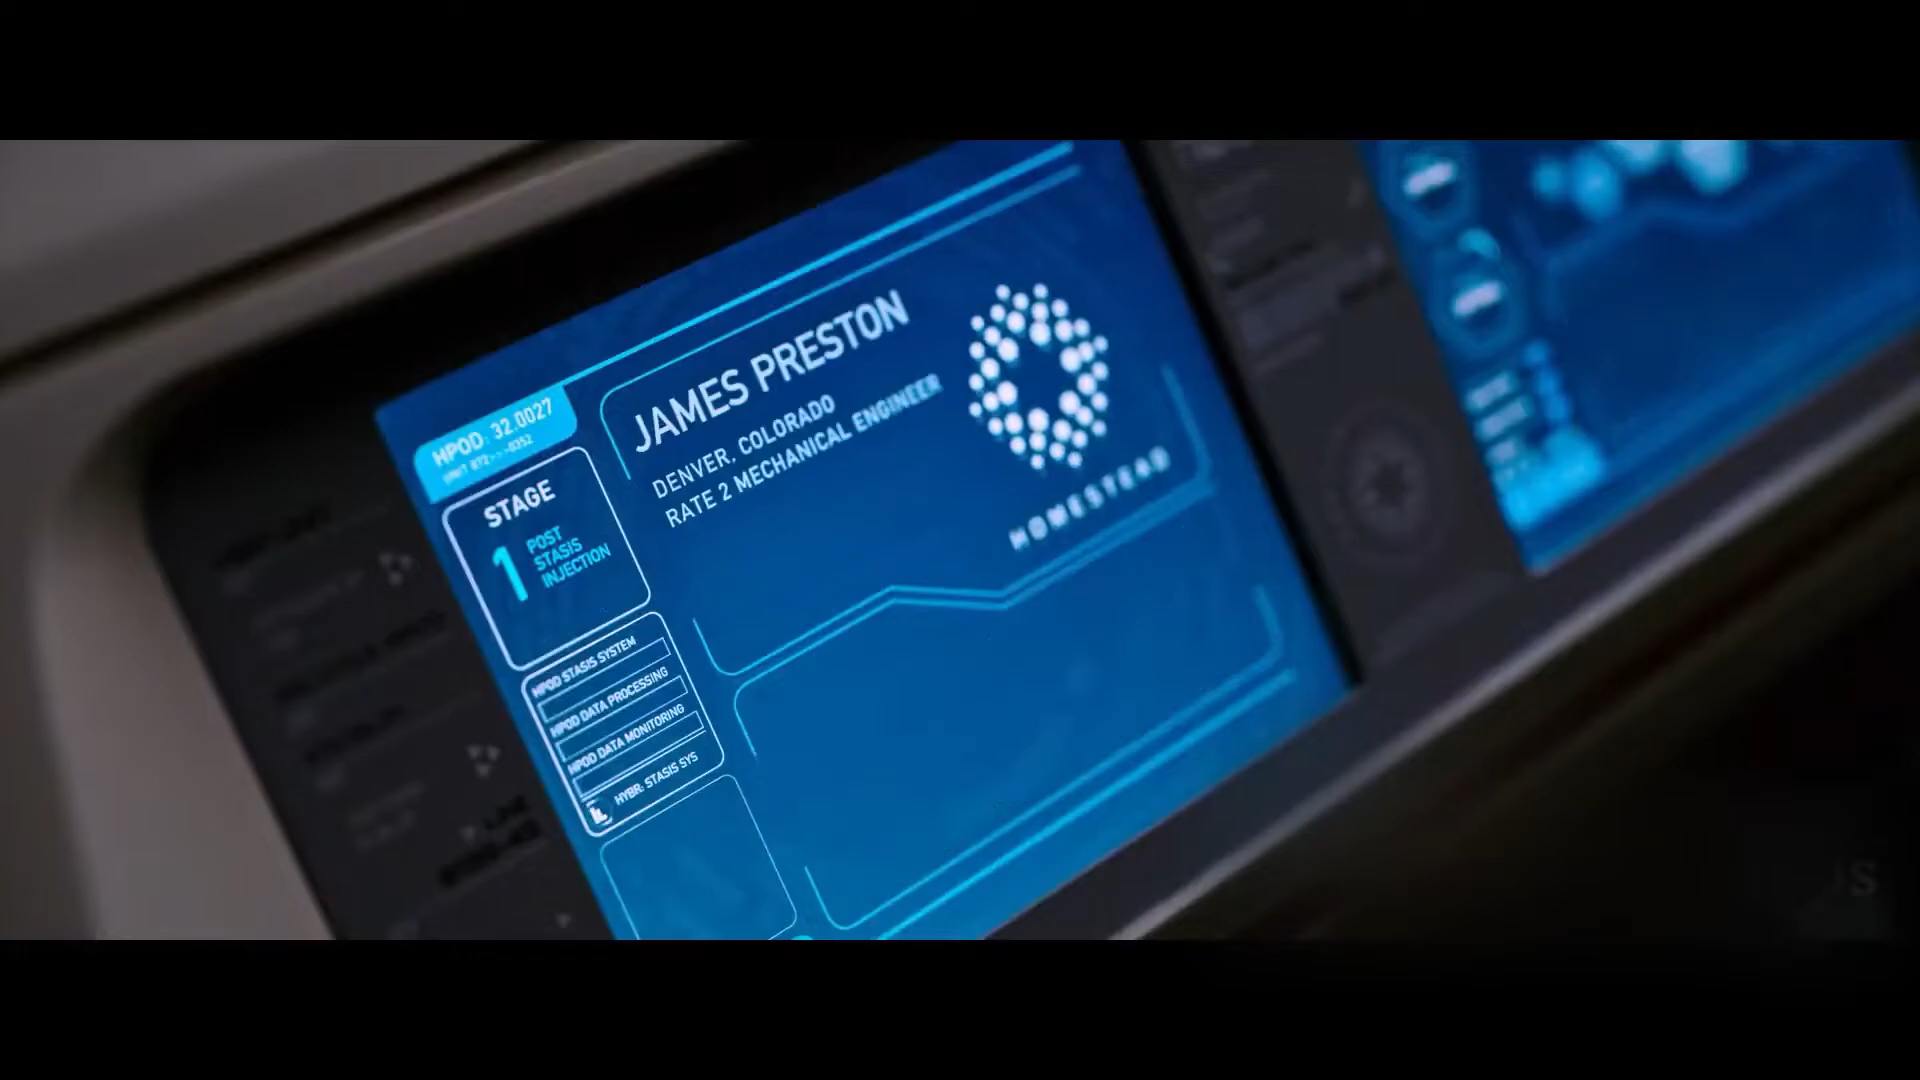 HPOD: 32.0027
JAMES PRESTON
DENVER, COLORADO
RATE 2 MECHANICAL ENGINEER
HOMESTEAD
STAGE
1
POST
STASIS
INJECTION
HPOD STASIS SYSTEM
HPOD DATA PROCESSING
HPOD DATA MONITORING
HYBR: STASIS SYS